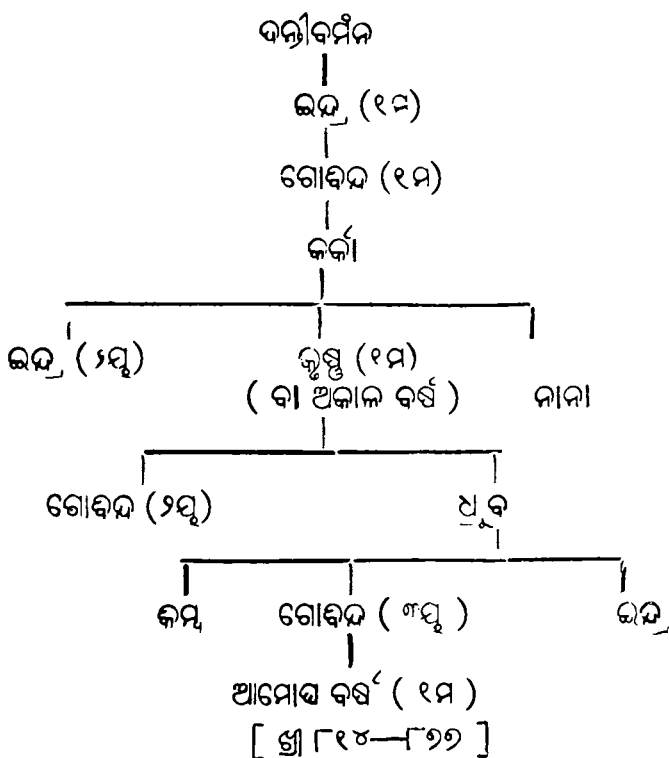 ଦନ୍ତୀବର୍ମନ
ଇନ୍ଦ୍ର (୧ମ)
ଗୋବିନ୍ଦ (୧ମ)
କର୍କା
ଇନ୍ଦ୍ର (୨ୟ) କୃଷ୍ଣ (୧ମ)
( ବା ଅକାଳ ବର୍ଷ ) ନାନା
ଗୋବିନ୍ଦ (୨ୟ) ଧ୍ରୁବ
କମ୍ବ ଗୋବିନ୍ଦ ( ୩ୟ ) ଇନ୍ଦ୍ର
ଆମୋଘ ବର୍ଷ ( ୧ମ )
[ ଖ୍ରୀ ୮୧୪—୮୭୭ ]